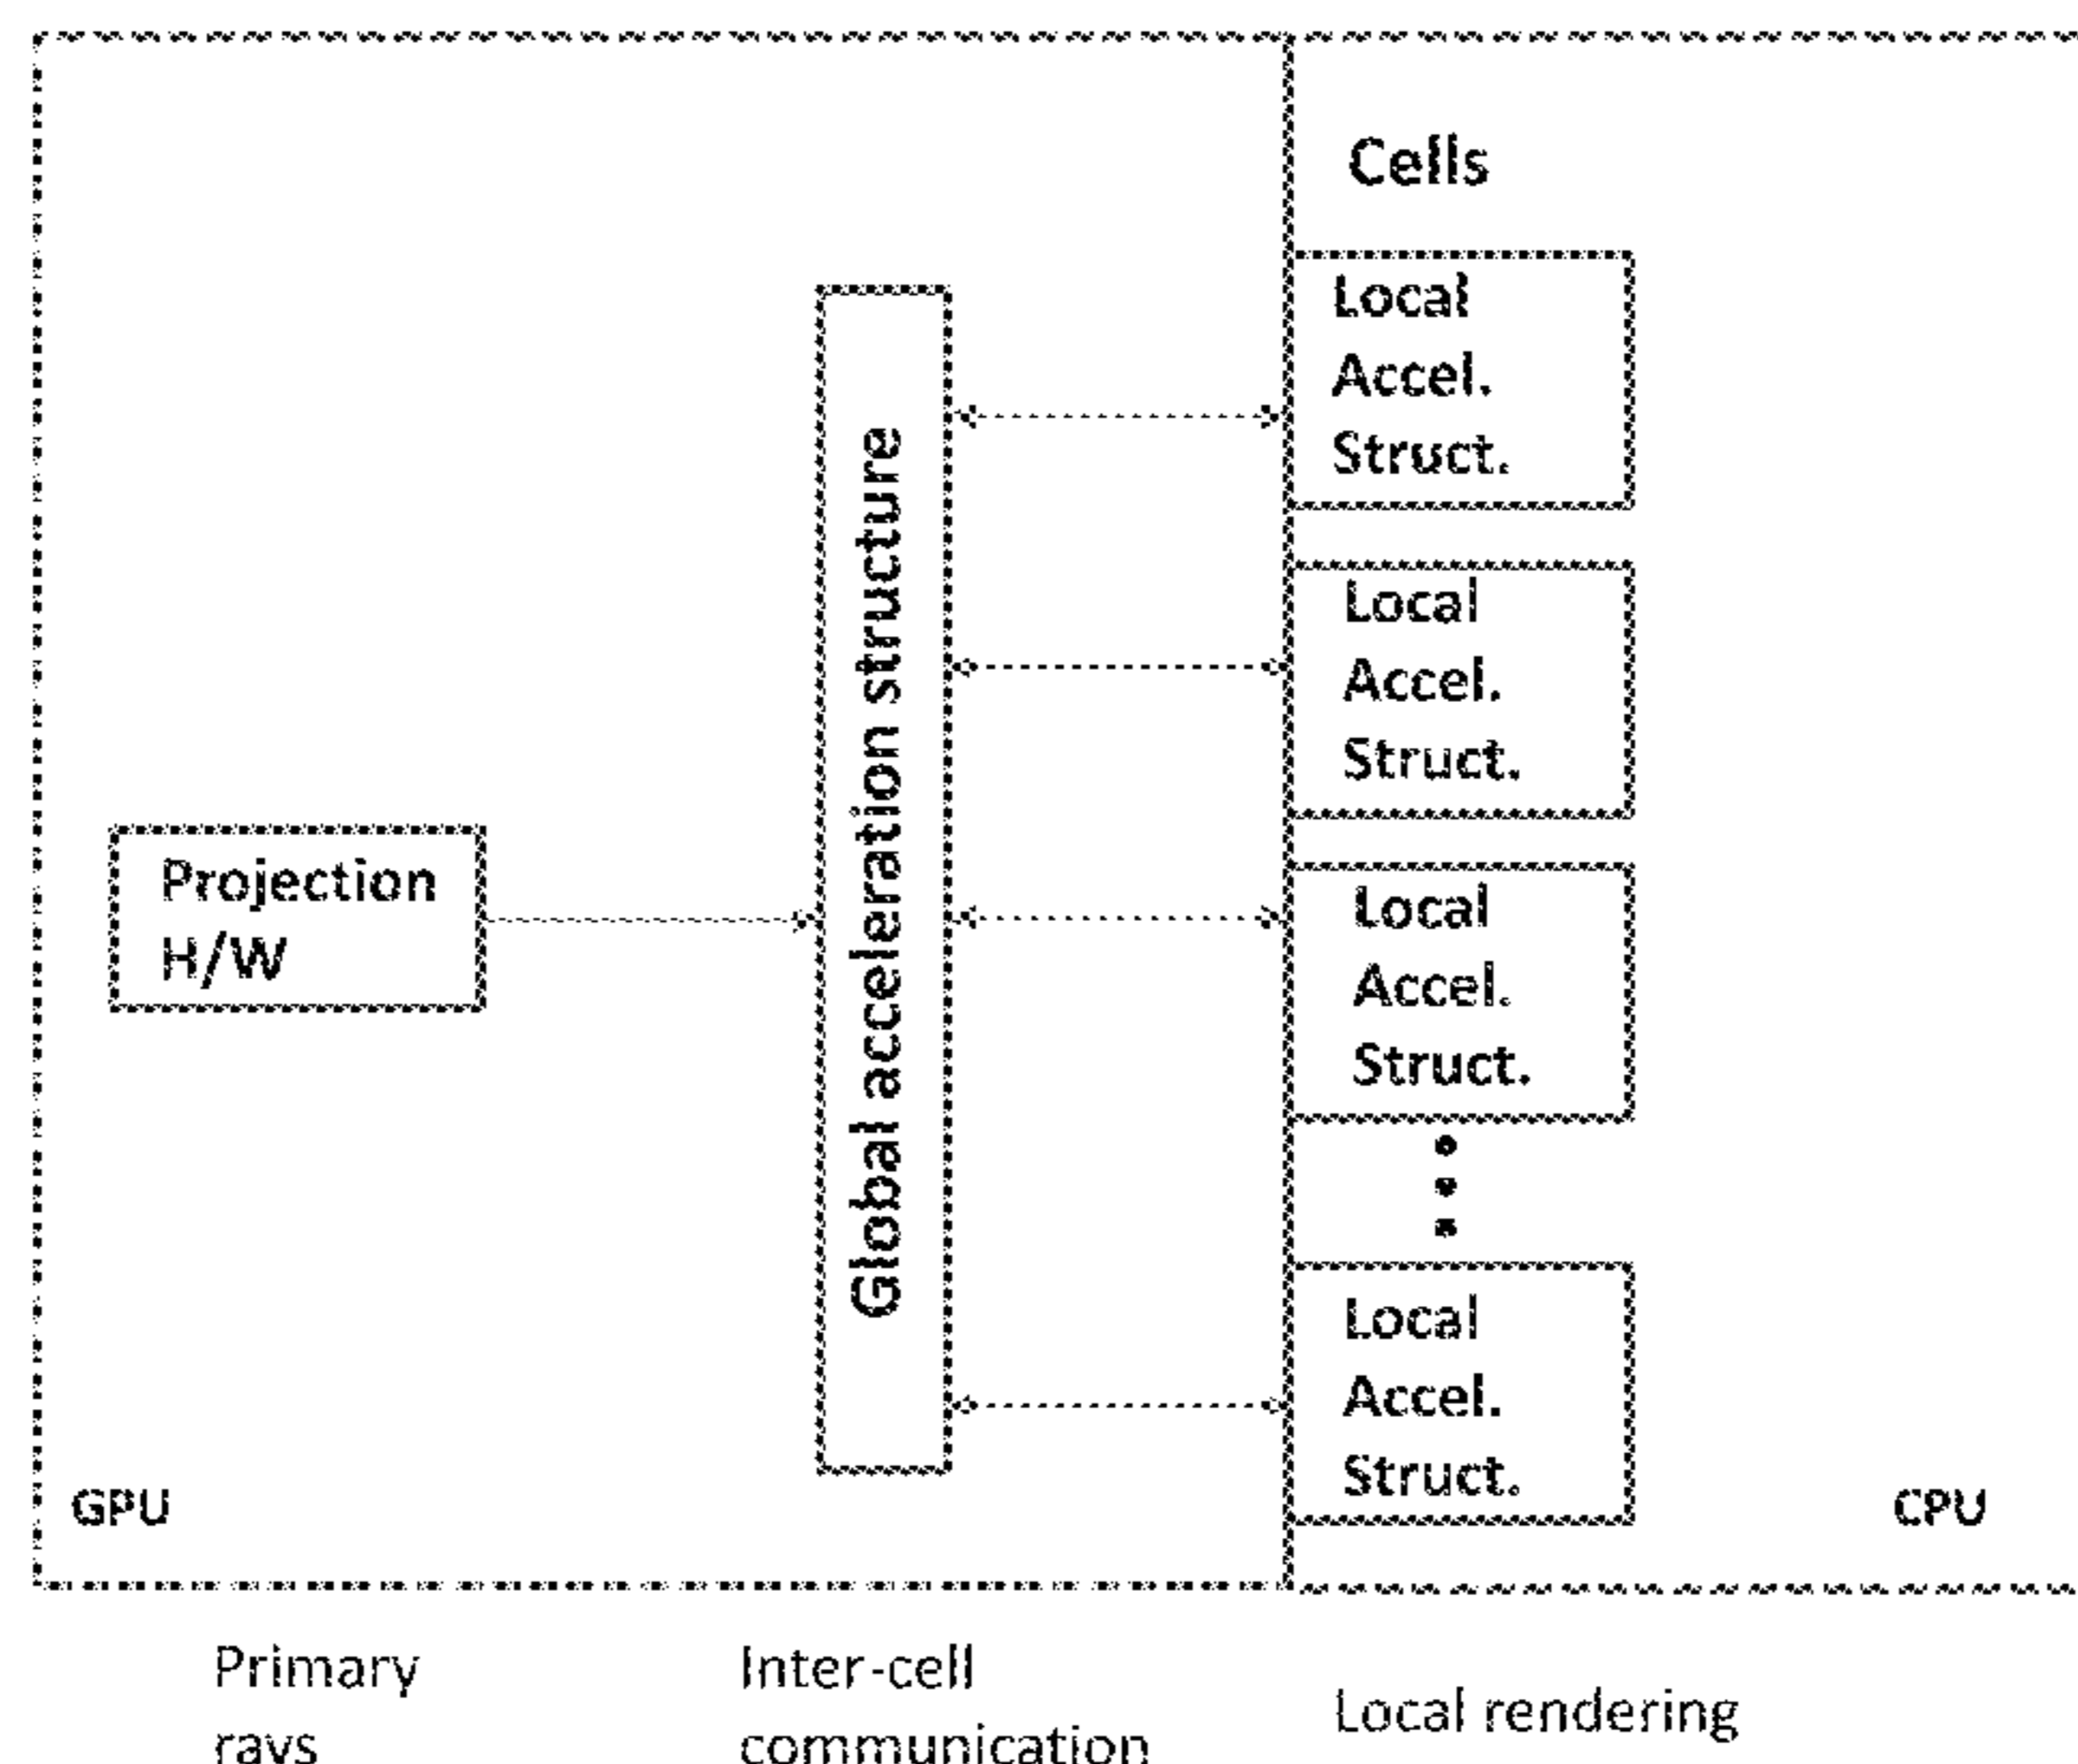 Cells
Local
Accel.
Struct.
Local
Accel.
Struct.
Local
Accel.
Struct.
Local
Accel.
Struct.
Global acceleration structure
Projection
H/W
GPU
CPU
Primary
rays
Inter-cell
communication
Local rendering